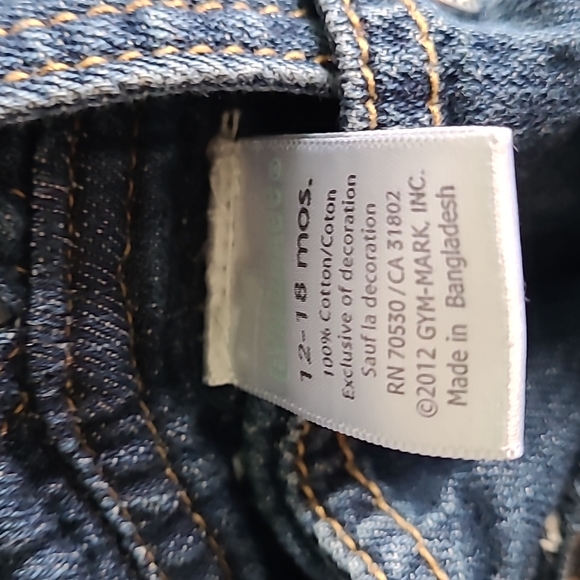 12-18 mos.
100% Cotton/Coton
Exclusive of decoration
Sauf la decoration
RN 70530/CA 31802
©2012 GYM-MARK, INC.
Made in Bangladesh